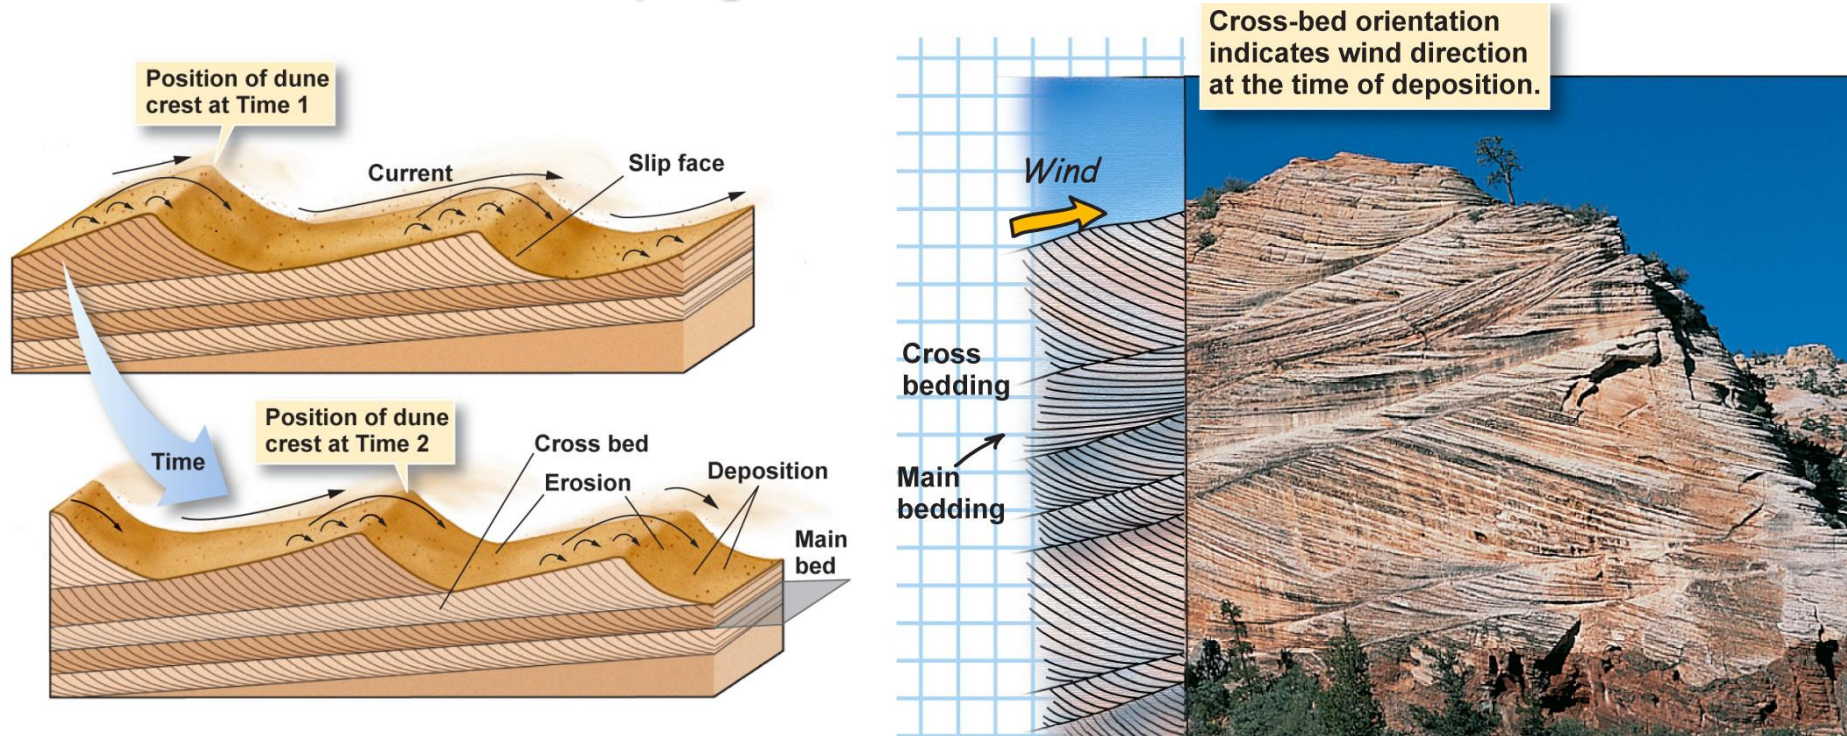 Position of dune
crest at Time 1
Current
Slip face
Time
Position of dune
crest at Time 2
Cross bed
Erosion
Deposition
Main
bed
Cross-bed orientation
indicates wind direction
at the time of deposition.
Wind
Cross
bedding
Main
bedding